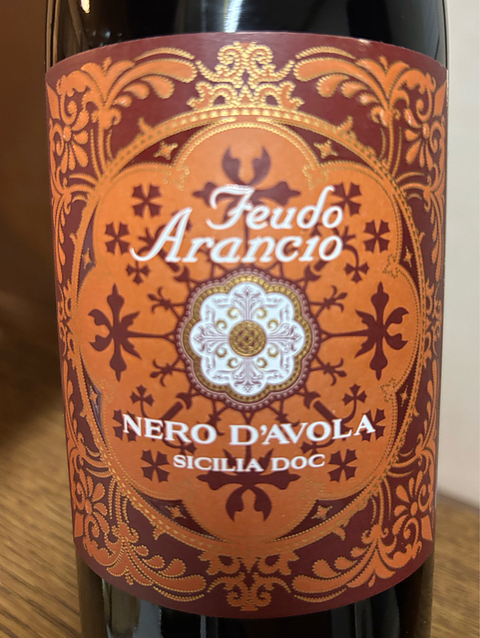 Feudo
Arancio
NERO D'AVOLA
SICILIA DOC